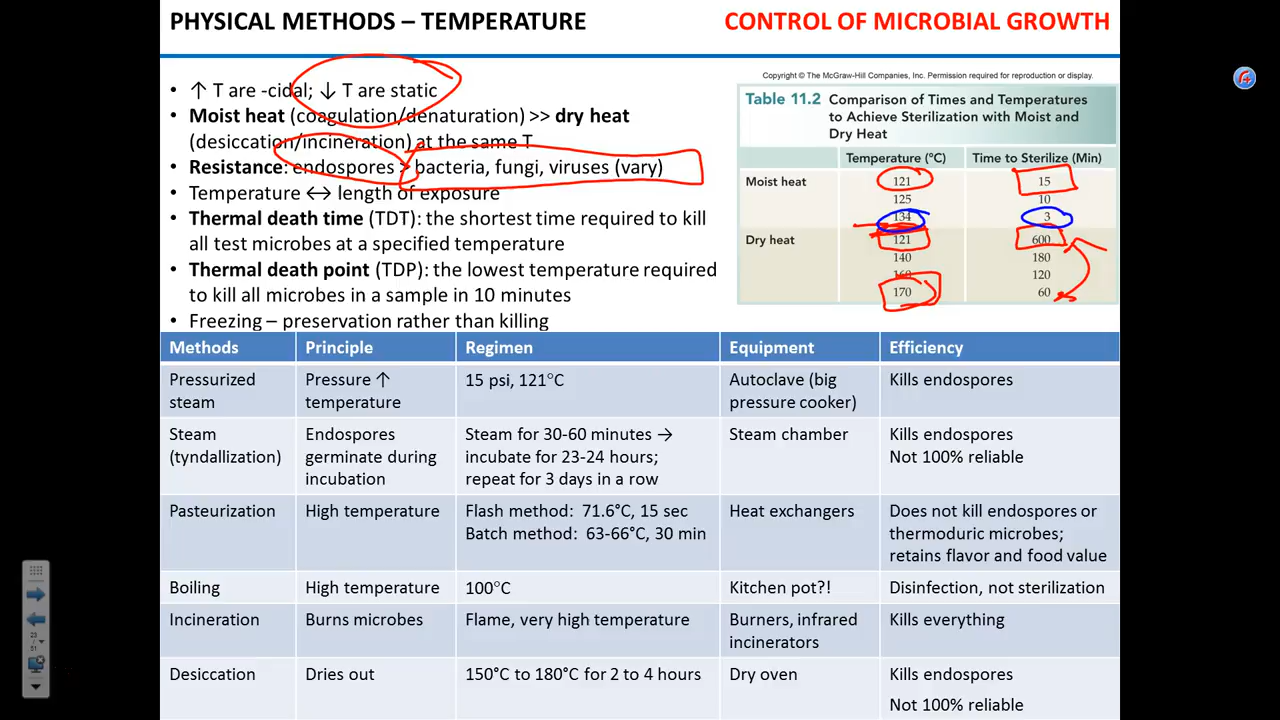 PHYSICAL METHODS – TEMPERATURE
CONTROL OF MICROBIAL GROWTH
• ↑ T are -cidal; ↓ T are static
• Moist heat (coagulation/denaturation) >> dry heat
(desiccation/incineration) at the same T
• Resistance: endospores > bacteria, fungi, viruses (vary)
• Temperature ↔ length of exposure
• Thermal death time (TDT): the shortest time required to kill
all test microbes at a specified temperature
• Thermal death point (TDP): the lowest temperature required
to kill all microbes in a sample in 10 minutes
• Freezing – preservation rather than killing
Copyright © The McGraw-Hill Companies, Inc. Permission required for reproduction or display.
Table 11.2 Comparison of Times and Temperatures
to Achieve Sterilization with Moist and
Dry Heat
Temperature (°C) Time to Sterilize (Min)
Moist heat 121 15
125 10
134 3
Dry heat 121 600
140 180
160 120
170 60
Methods Principle Regimen Equipment Efficiency
Pressurized steam
Pressure ↑ temperature
15 psi, 121°C
Autoclave (big pressure cooker)
Kills endospores
Steam (tyndallization)
Endospores germinate during incubation
Steam for 30-60 minutes → incubate for 23-24 hours; repeat for 3 days in a row
Steam chamber
Kills endospores
Not 100% reliable
Pasteurization
High temperature
Flash method: 71.6°C, 15 sec
Batch method: 63-66°C, 30 min
Heat exchangers
Does not kill endospores or thermoduric microbes; retains flavor and food value
Boiling
High temperature
100°C
Kitchen pot?!
Disinfection, not sterilization
Incineration
Burns microbes
Flame, very high temperature
Burners, infrared incinerators
Kills everything
Desiccation
Dries out
150°C to 180°C for 2 to 4 hours
Dry oven
Kills endospores
Not 100% reliable
23
51